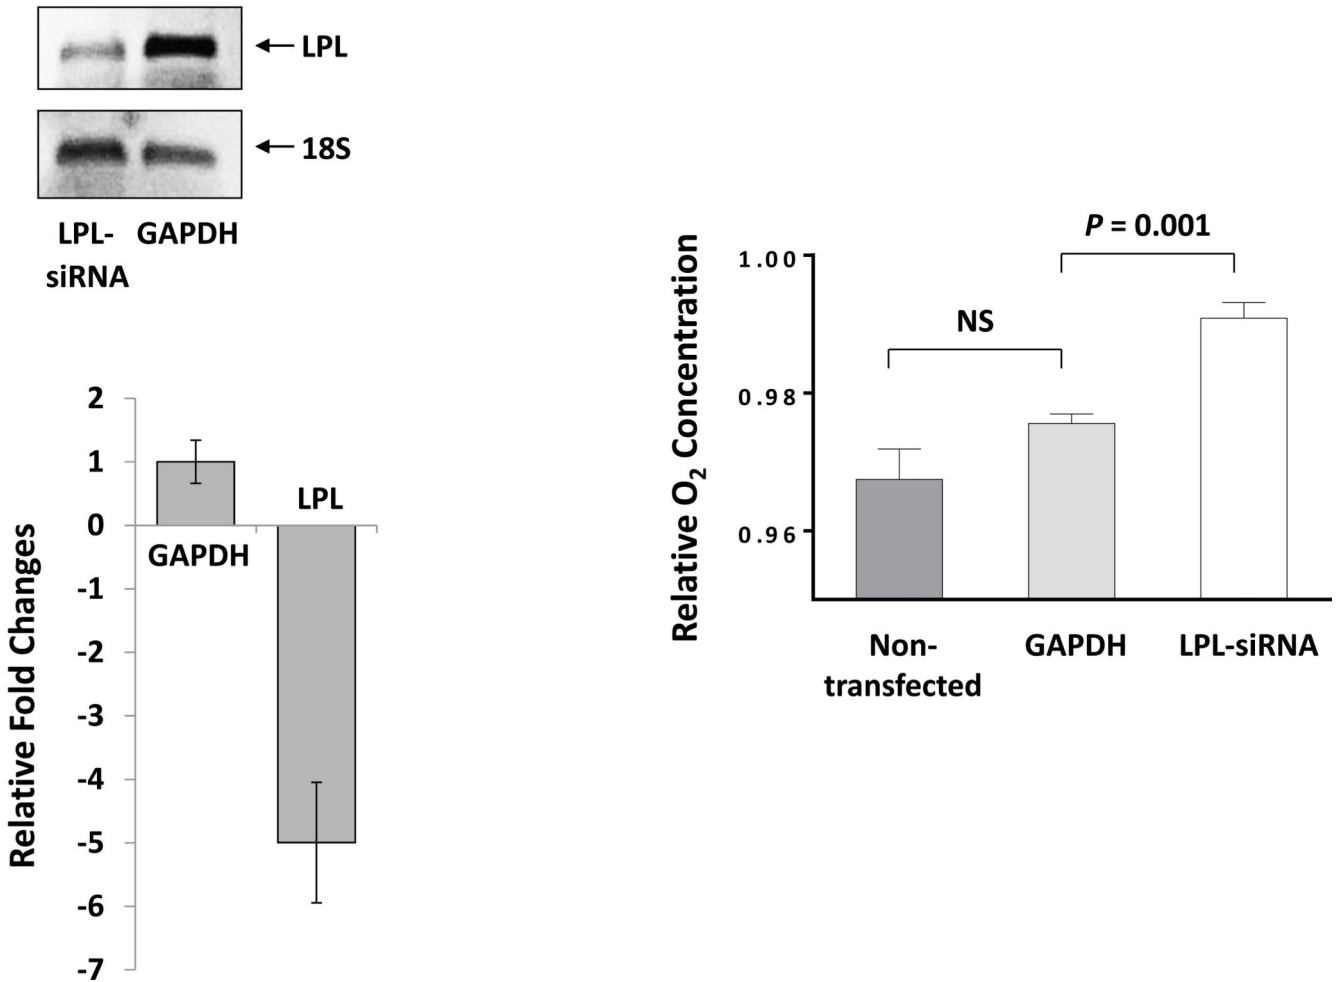 LPL
18S
LPL- GAPDH
siRNA
Relative Fold Changes
2
1
0
-1
-2
-3
-4
-5
-6
-7
GAPDH
LPL
Relative O₂ Concentration
1.00
0.98
0.96
NS
P = 0.001
Non-
transfected
GAPDH
LPL-siRNA